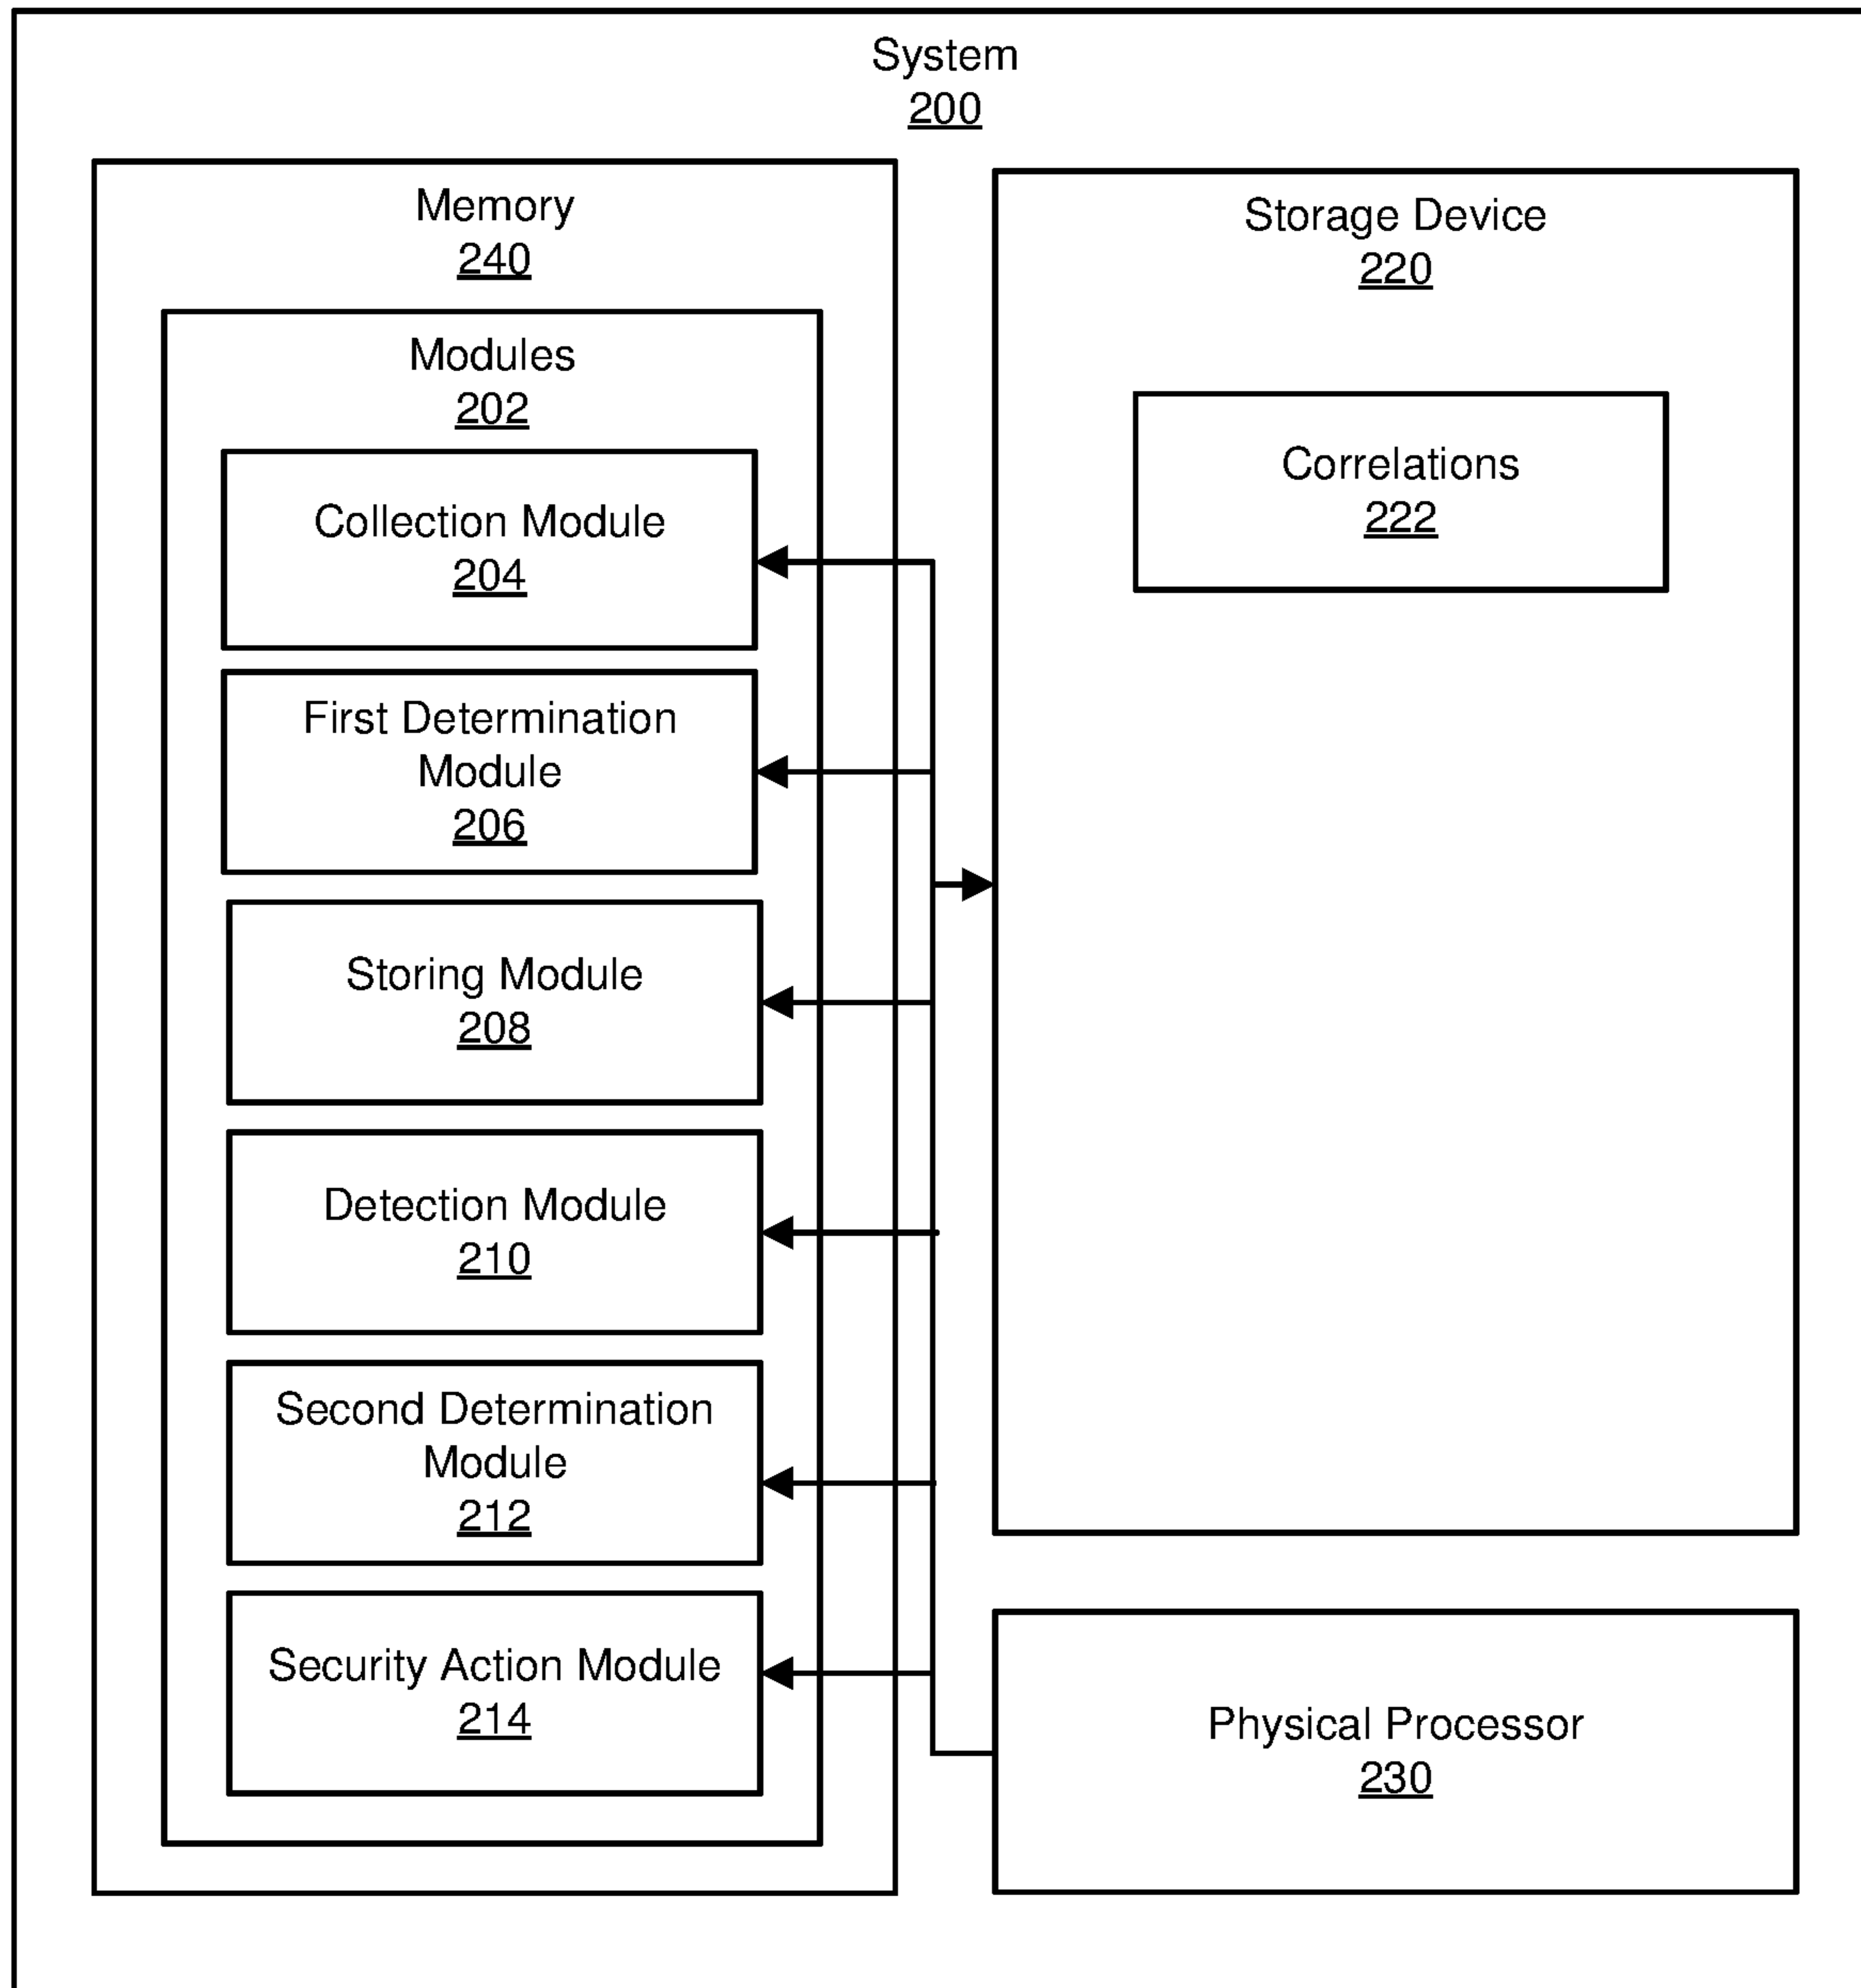 System
200
Memory
240
Modules
202
Collection Module
204
First Determination
Module
206
Storing Module
208
Detection Module
210
Second Determination
Module
212
Security Action Module
214
Storage Device
220
Correlations
222
Physical Processor
230